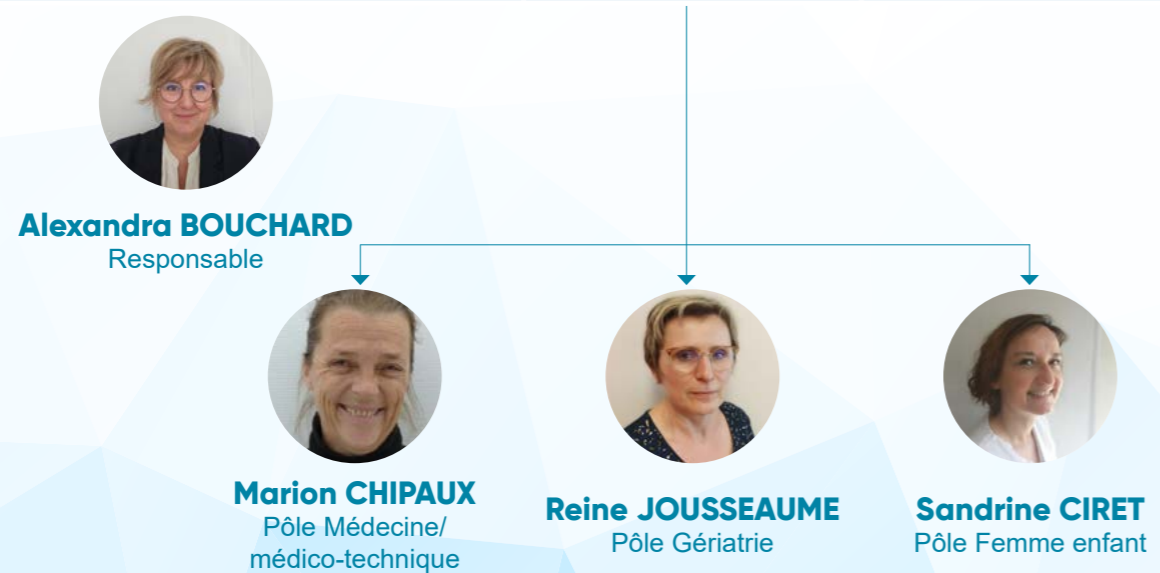 Alexandra BOUCHARD
Responsable
Marion CHIPAUX
Pôle Médecine/
médico-technique
Reine JOUSSEAUME
Pôle Gériatrie
Sandrine CIRET
Pôle Femme enfant